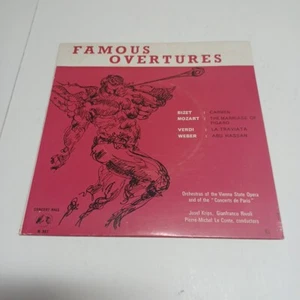 FAMOUS
OVERTURES
BIZET : CARMEN
MOZART : THE MARRIAGE OF
FIGARO
VERDI : LA TRAVIATA
WEBER : ABU HASSAN
Orchestras of the Vienna State Opera
and of the "Concerts de Paris"
Josef Krips, Gianfranco Rivoli
Pierre-Michel Le Conte, conductors